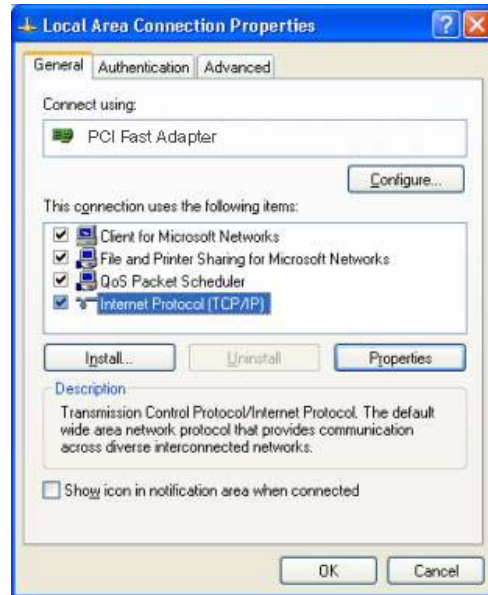 Local Area Connection Properties
General Authentication Advanced
Connect using:
PCI Fast Adapter
Configure...
This connection uses the following items:
Client for Microsoft Networks
File and Printer Sharing for Microsoft Networks
QoS Packet Scheduler
Internet Protocol (TCP/IP)
Install... Uninstall Properties
Description
Transmission Control Protocol/Internet Protocol. The default
wide area network protocol that provides communication
across diverse interconnected networks.
Show icon in notification area when connected
OK Cancel